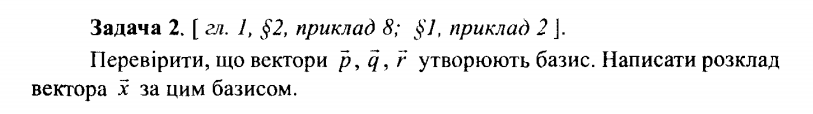 Задача 2. [ гл. 1, §2, приклад 8; §1, приклад 2 ].
Перевірити, що вектори p⃗, q⃗, r⃗ утворюють базис. Написати розклад
вектора x⃗ за цим базисом.